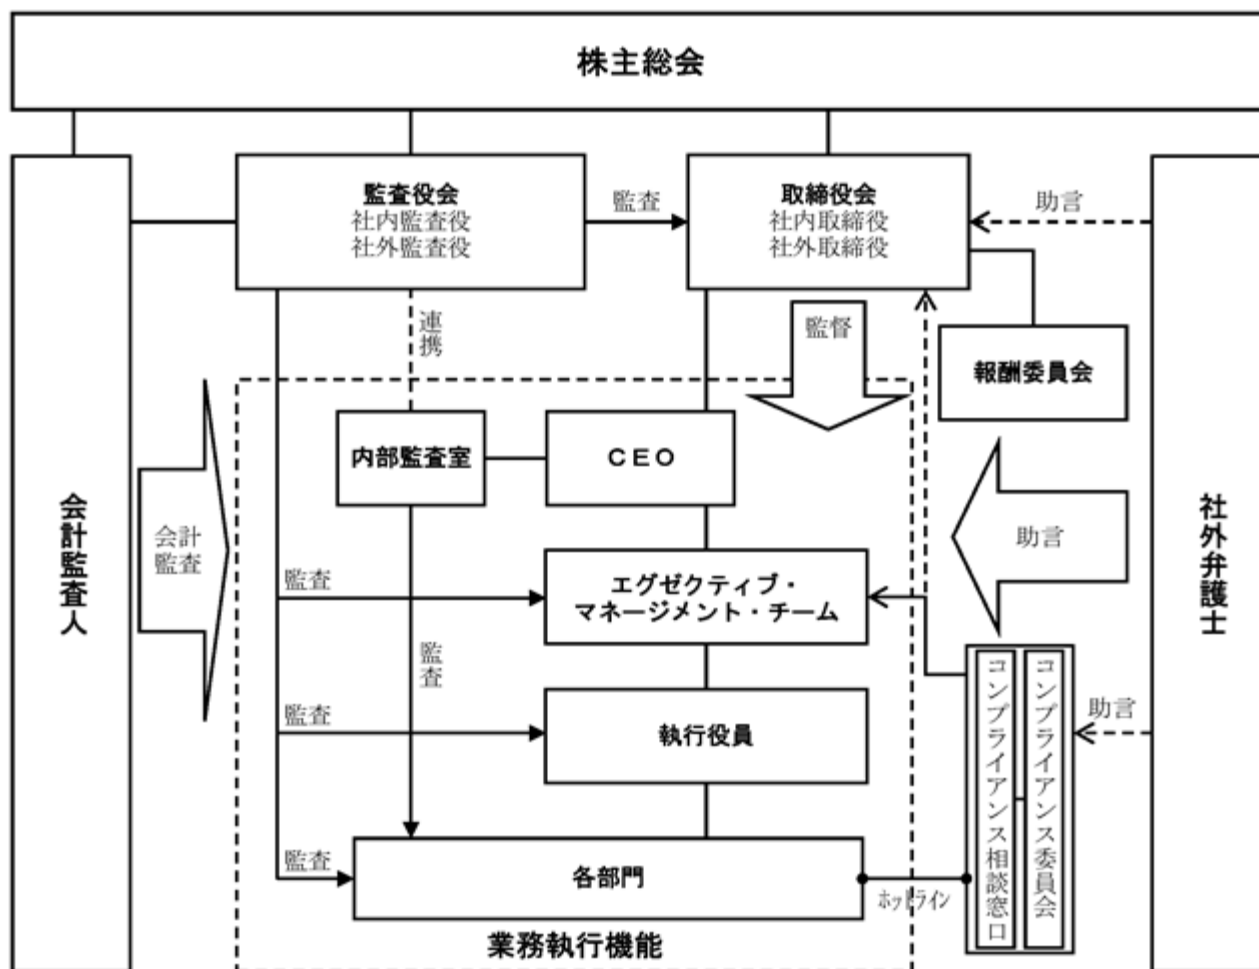 株主総会
監査役会
社内監査役
社外監査役
監査
取締役会
社内取締役
社外取締役
助言
連携
監督
報酬委員会
内部監査室
CEO
会計監査人
会計
監査
監査
エグゼクティブ・
マネージメント・チーム
助言
社外弁護士
監査
監査
執行役員
助言
コンプライアンス相談窓口
コンプライアンス委員会
監査
各部門
ホットライン
業務執行機能